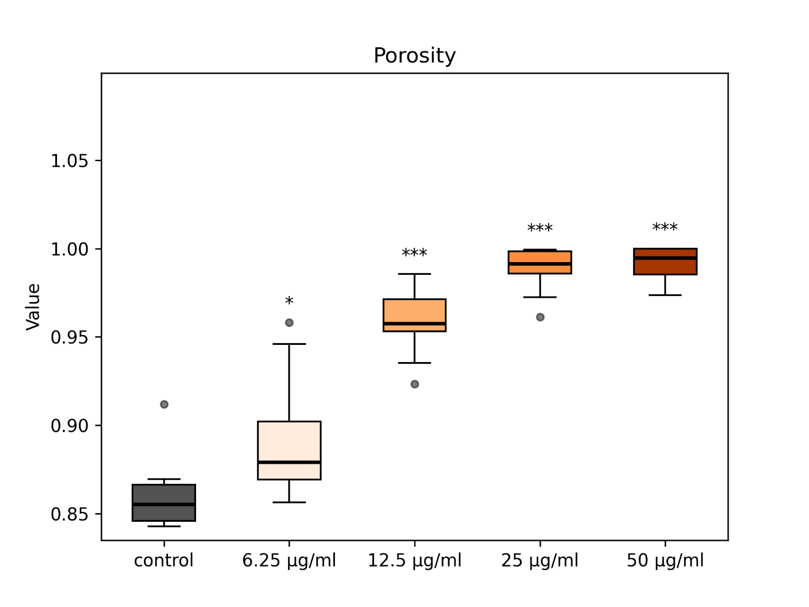 Porosity
1.05
1.00
0.95
0.90
0.85
Value
*
***
***
***
control
6.25 µg/ml
12.5 µg/ml
25 µg/ml
50 µg/ml